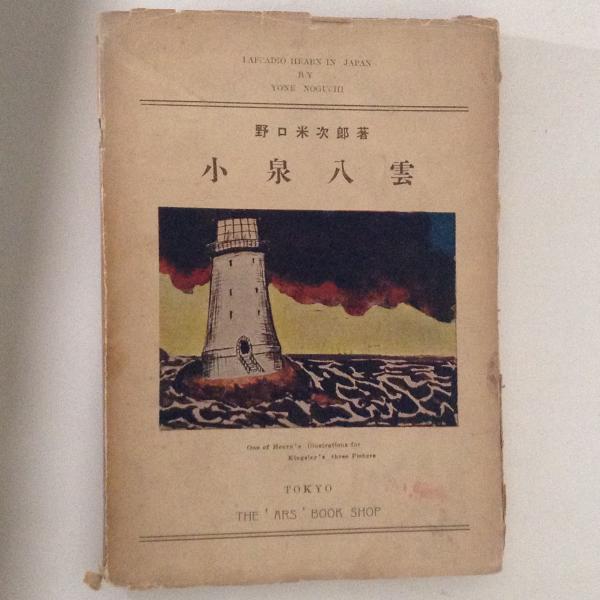 LAFCADIO HEARN IN JAPAN
BY
YONE NOGUCHI
野口米次郎著
小泉八雲
One of Hearn's illustrations for
Kingsley's three Fishers
TOKYO
THE 'ARS' BOOK SHOP